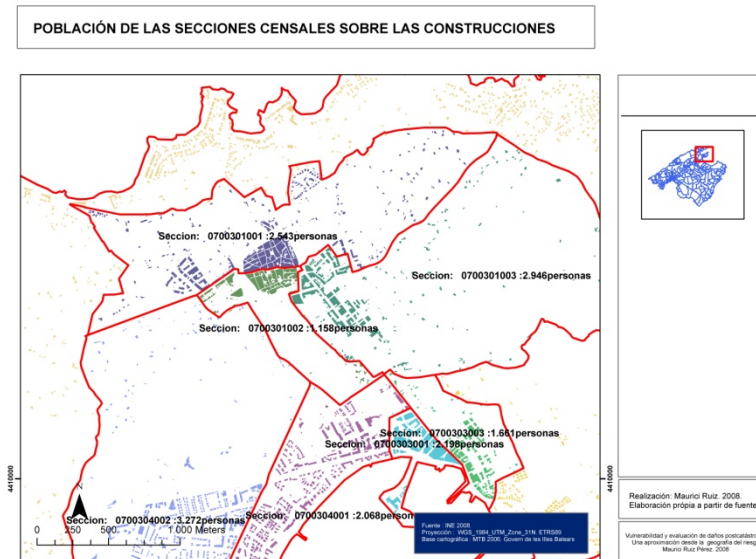 POBLACIÓN DE LAS SECCIONES CENSALES SOBRE LAS CONSTRUCCIONES
Seccion: 0700301001 :2.543personas
Seccion: 0700301003 :2.946personas
Seccion: 0700301002 :1.158personas
Seccion: 0700303003 :1.661personas
Seccion: 0700303001 :2.198personas
4410000
4410000
Z
Seccion: 0700304002 :3.272personas
Seccion: 0700304001 :2.068person
0 250 500 1.000 Meters
Fuente : INE 2008.
Proyección : WGS_1984_UTM_Zone_31N. ETRS89
Base cartográfica : MTB 2006. Govern de les Illes Balears
Realización: Maurici Ruiz. 2008.
Elaboración própia a partir de fuente
Vulnerabilidad y evaluación de daños postcatástr
Una aproximación desde la geografía del riesg
Maurici Ruiz Pérez. 2008